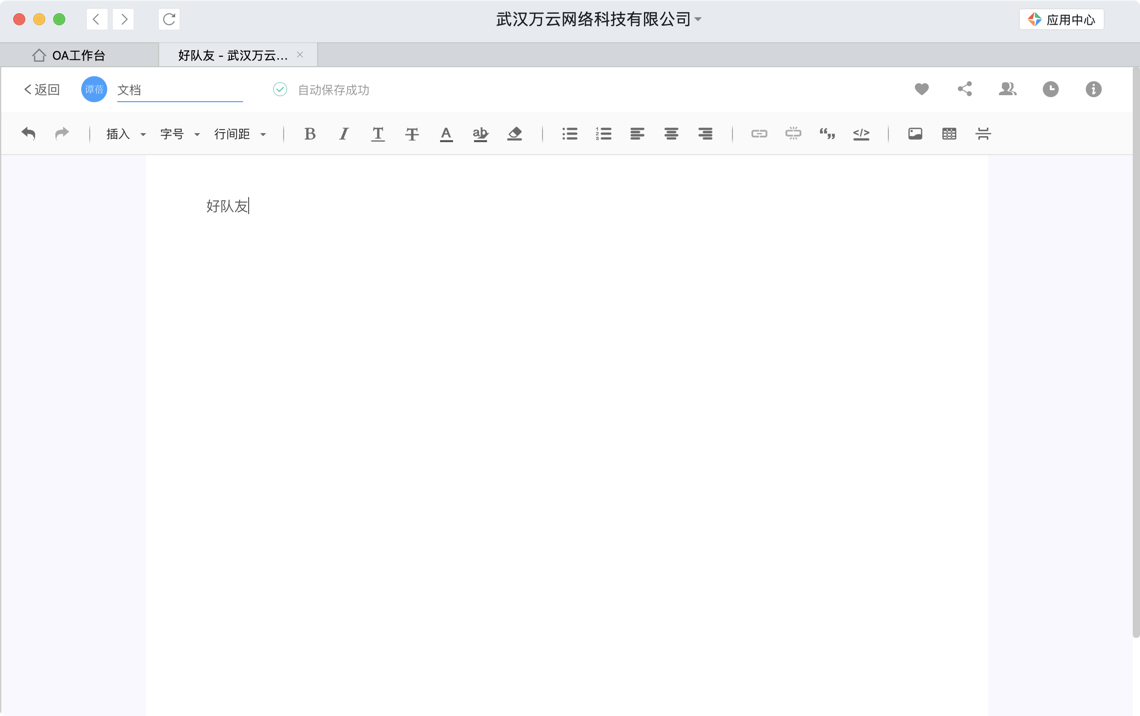 武汉万云网络科技有限公司
应用中心
OA工作台
好队友 - 武汉万云...
返回
谭蓓
文档
自动保存成功
插入 字号 行间距
好队友